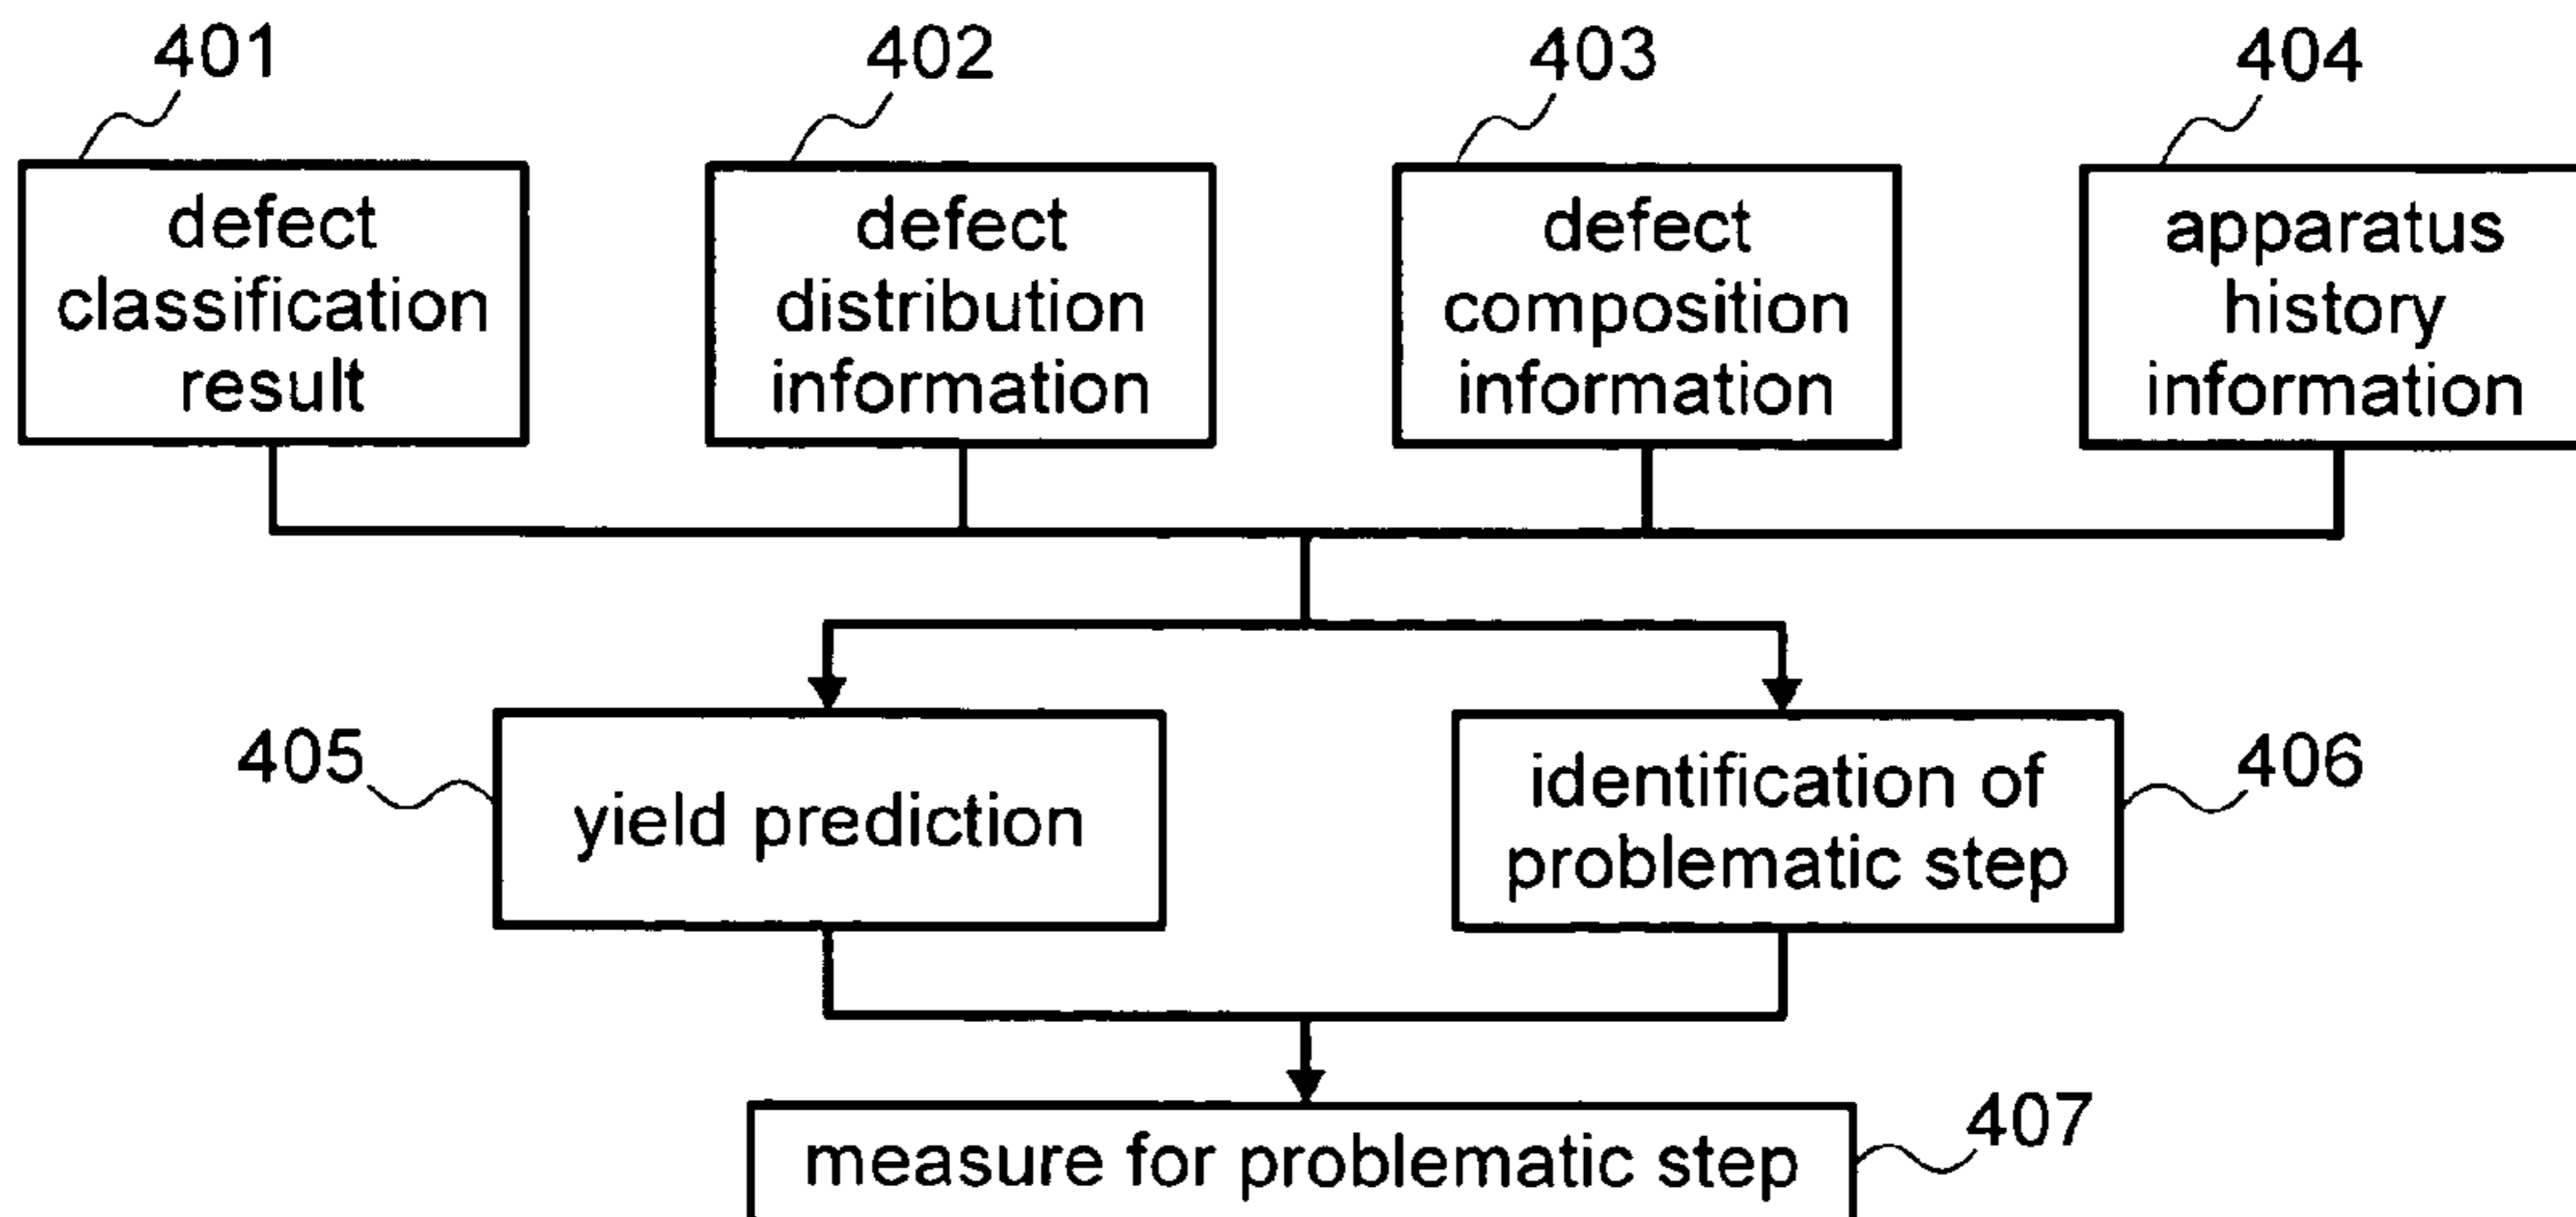 401
402
403
404
defect
classification
result
defect
distribution
information
defect
composition
information
apparatus
history
information
405
yield prediction
identification of
problematic step
406
measure for problematic step
407